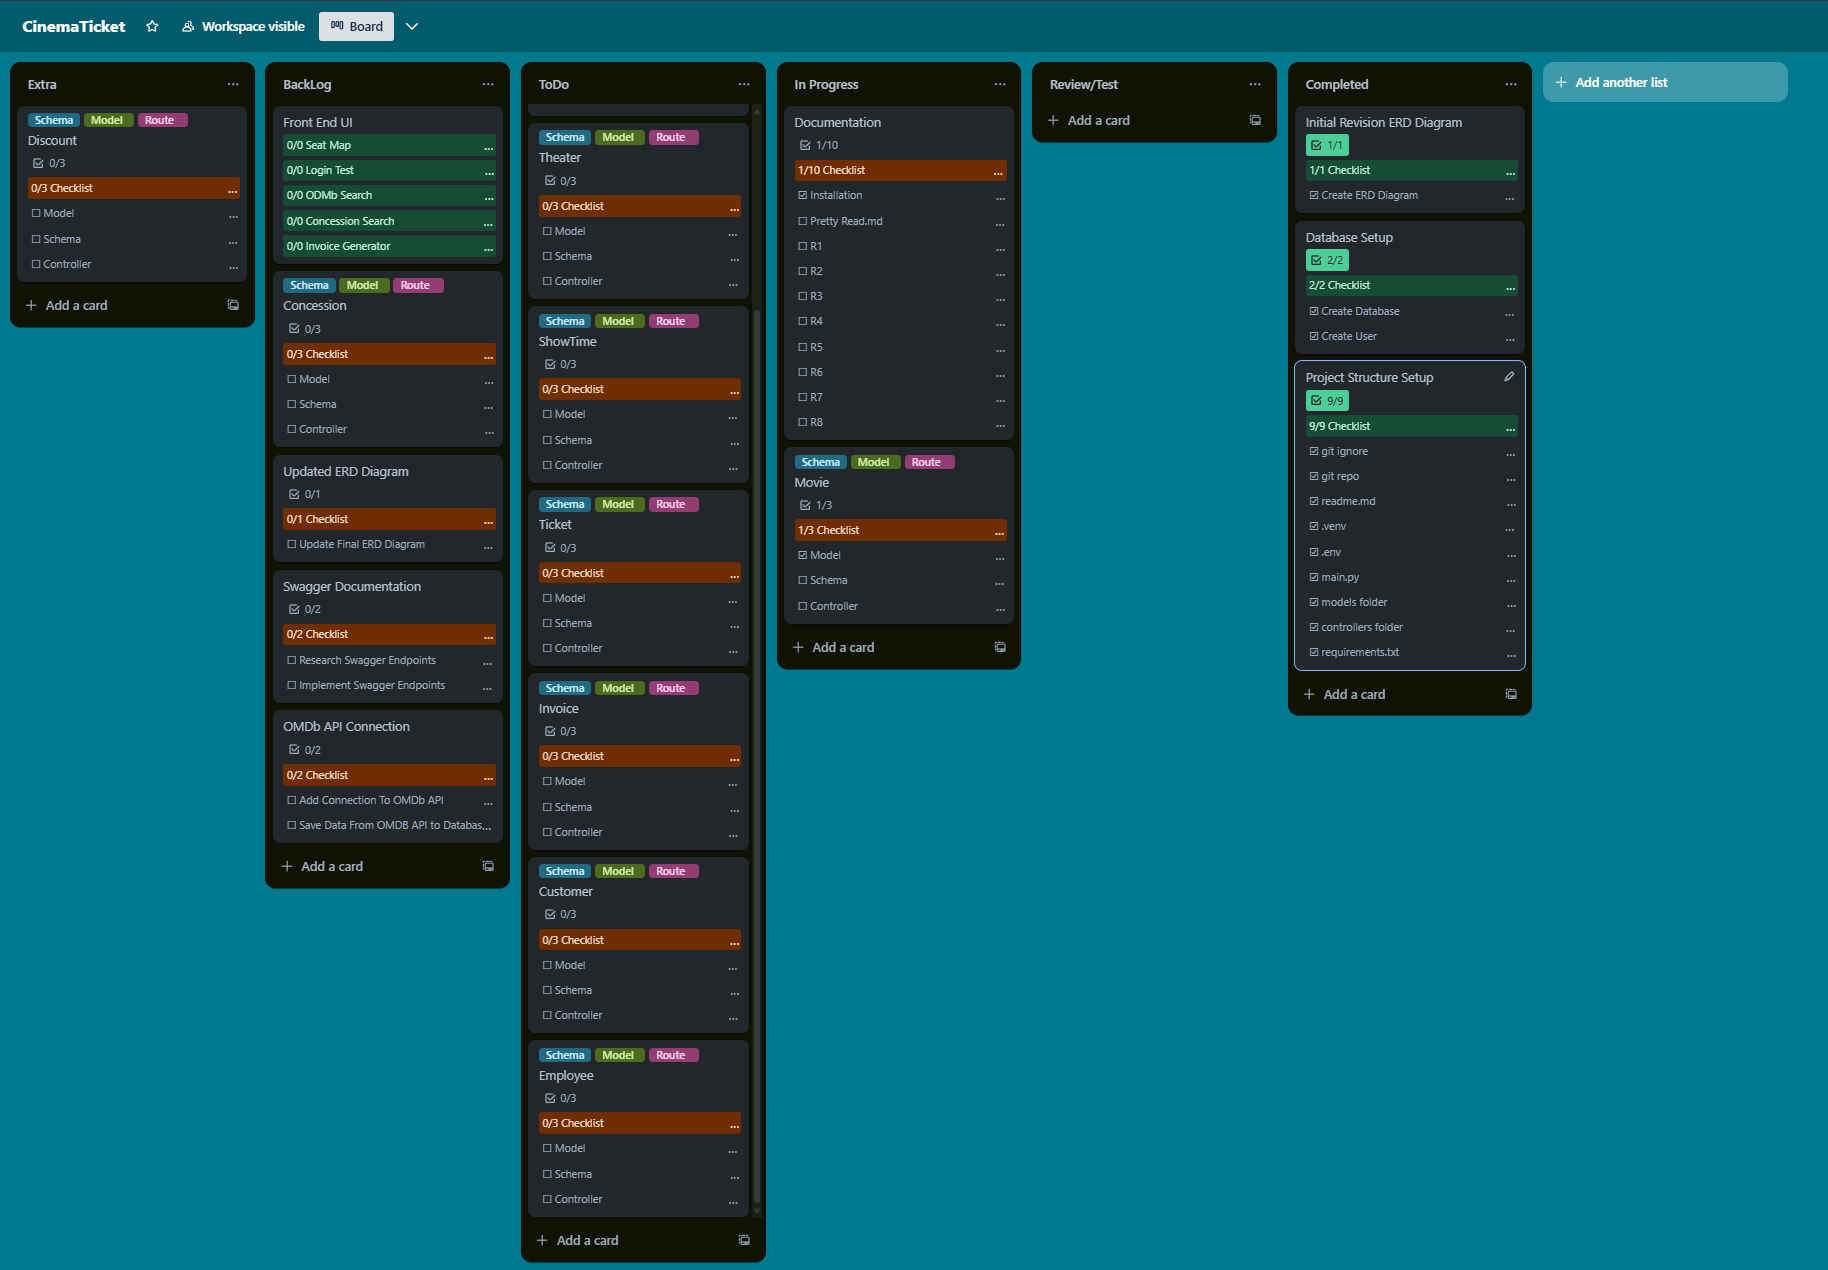 CinemaTicket
Workspace visible
Board
Extra
Schema Model Route
Discount
0/3
0/3 Checklist
Model
Schema
Controller
Add a card
BackLog
Front End UI
0/0 Seat Map
0/0 Login Test
0/0 ODMb Search
0/0 Concession Search
0/0 Invoice Generator
Schema Model Route
Concession
0/3
0/3 Checklist
Model
Schema
Controller
Updated ERD Diagram
0/1
0/1 Checklist
Update Final ERD Diagram
Swagger Documentation
0/2
0/2 Checklist
Research Swagger Endpoints
Implement Swagger Endpoints
OMDb API Connection
0/2
0/2 Checklist
Add Connection To OMDb API
Save Data From OMDB API to Databas...
Add a card
ToDo
Schema Model Route
Theater
0/3
0/3 Checklist
Model
Schema
Controller
Schema Model Route
ShowTime
0/3
0/3 Checklist
Model
Schema
Controller
Schema Model Route
Ticket
0/3
0/3 Checklist
Model
Schema
Controller
Schema Model Route
Invoice
0/3
0/3 Checklist
Model
Schema
Controller
Schema Model Route
Customer
0/3
0/3 Checklist
Model
Schema
Controller
Schema Model Route
Employee
0/3
0/3 Checklist
Model
Schema
Controller
Add a card
In Progress
Documentation
1/10
1/10 Checklist
Installation
Pretty Read.md
R1
R2
R3
R4
R5
R6
R7
R8
Schema Model Route
Movie
1/3
1/3 Checklist
Model
Schema
Controller
Add a card
Review/Test
Add a card
Completed
Initial Revision ERD Diagram
1/1
1/1 Checklist
Create ERD Diagram
Database Setup
2/2
2/2 Checklist
Create Database
Create User
Project Structure Setup
9/9
9/9 Checklist
git ignore
git repo
readme.md
.venv
.env
main.py
models folder
controllers folder
requirements.txt
Add a card
Add another list